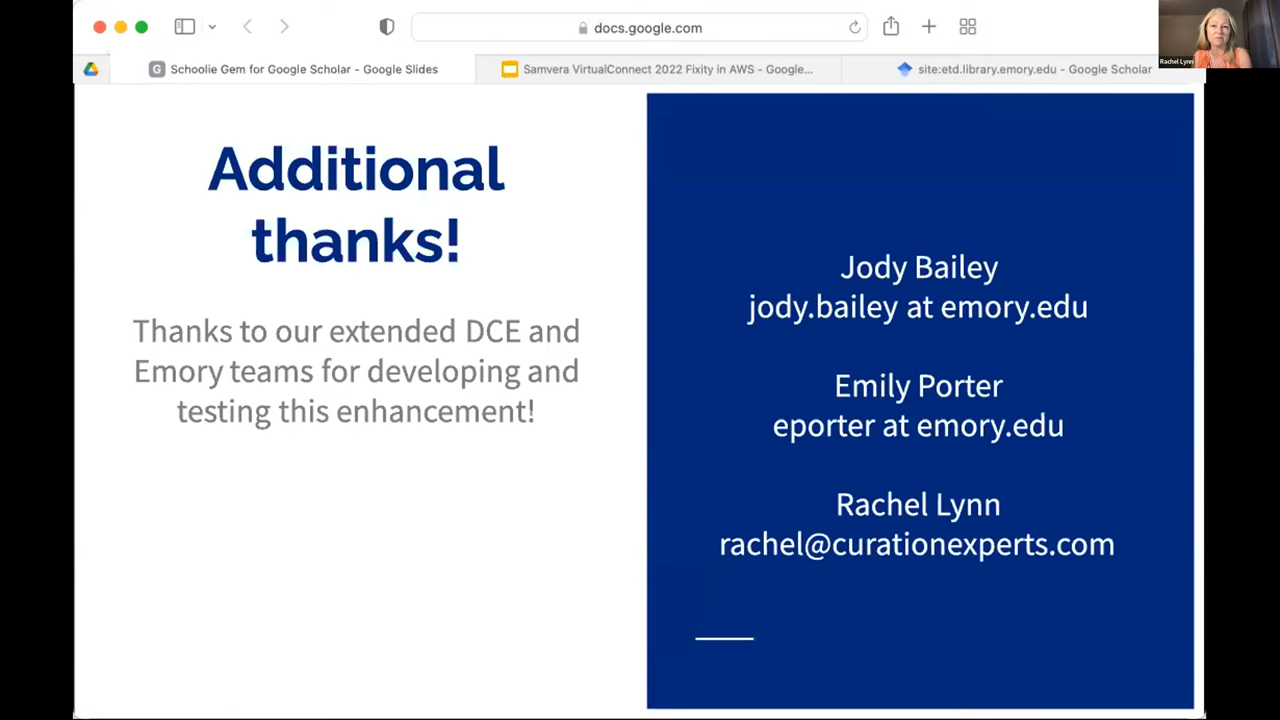 docs.google.com
Schoolie Gem for Google Scholar - Google Slides
Samvera VirtualConnect 2022 Fixity in AWS - Google...
site:etd.library.emory.edu - Google Scholar
Rachel Lynn
Additional
thanks!
Thanks to our extended DCE and
Emory teams for developing and
testing this enhancement!
Jody Bailey
jody.bailey at emory.edu
Emily Porter
eporter at emory.edu
Rachel Lynn
rachel@curationexperts.com